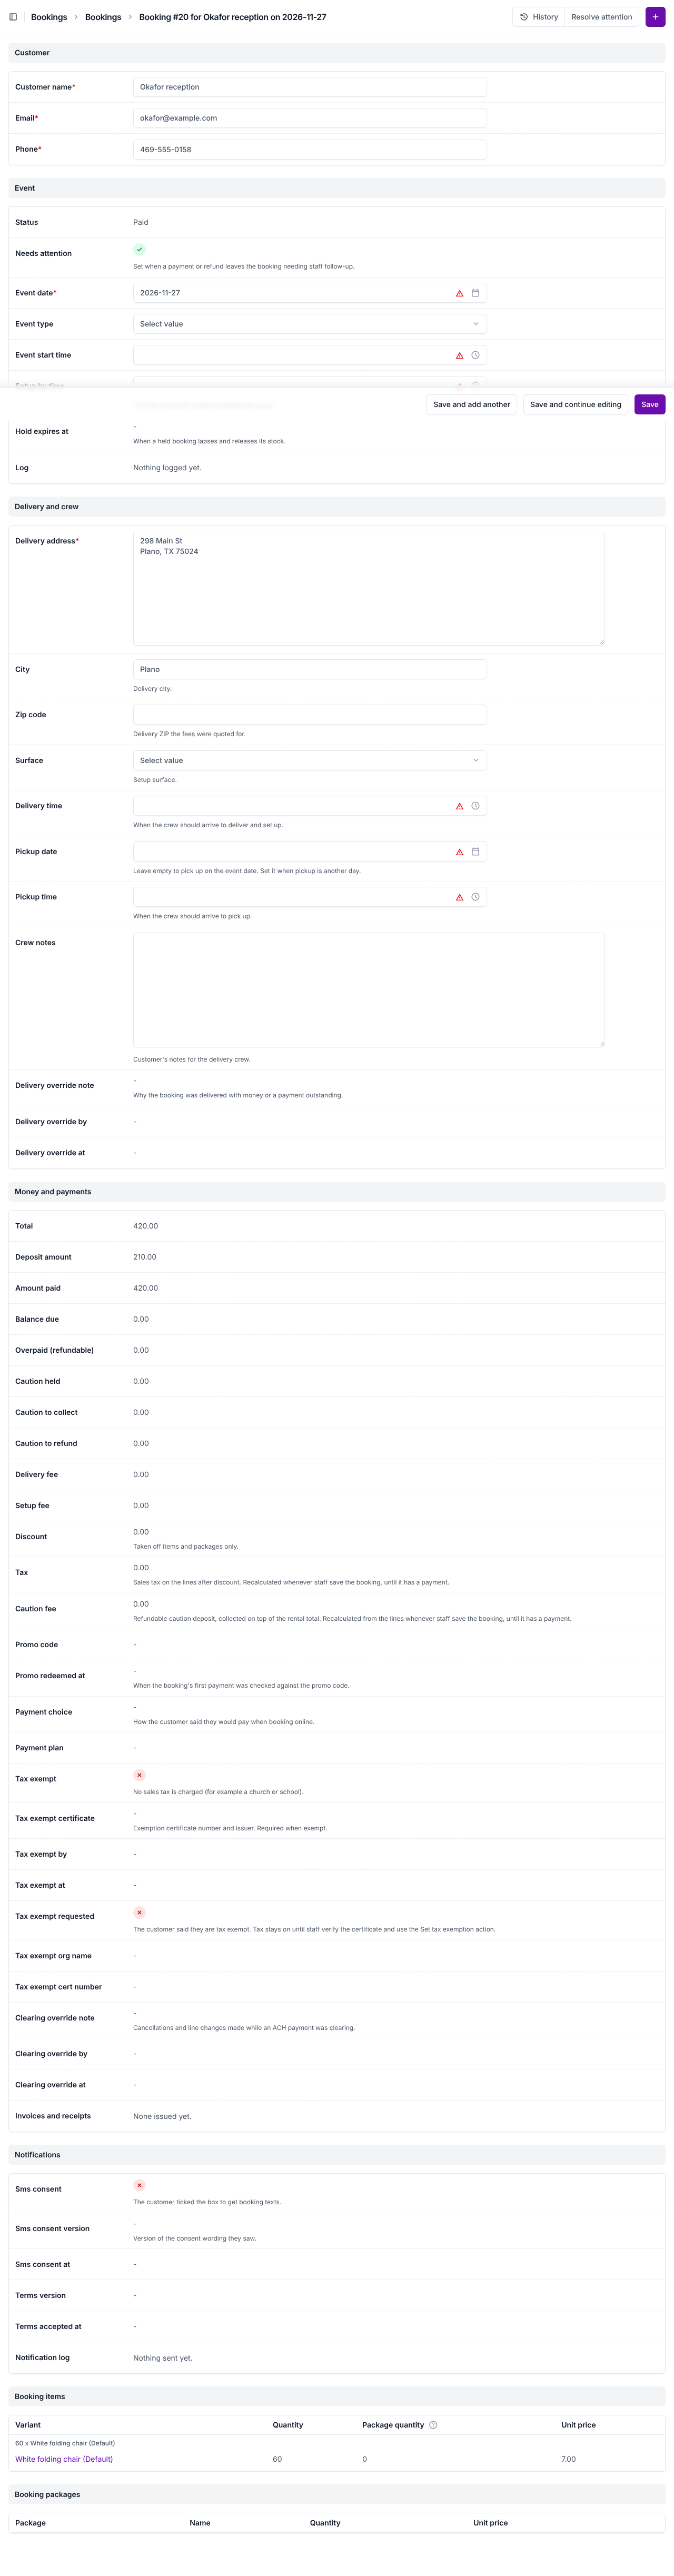 Bookings > Bookings > Booking #20 for Okafor reception on 2026-11-27
History
Resolve attention
+
Customer
Customer name*
Okafor reception
Email*
okafor@example.com
Phone*
469-555-0158
Event
Status
Paid
Needs attention
Set when a payment or refund leaves the booking needing staff follow-up.
Event date*
2026-11-27
Event type
Select value
Event start time
Setup by time
Save and add another
Save and continue editing
Save
Hold expires at
-
When a held booking lapses and releases its stock.
Log
Nothing logged yet.
Delivery and crew
Delivery address*
298 Main St
Plano, TX 75024
City
Plano
Delivery city.
Zip code
Delivery ZIP the fees were quoted for.
Surface
Select value
Setup surface.
Delivery time
When the crew should arrive to deliver and set up.
Pickup date
Leave empty to pick up on the event date. Set it when pickup is another day.
Pickup time
When the crew should arrive to pick up.
Crew notes
Customer's notes for the delivery crew.
Delivery override note
-
Why the booking was delivered with money or a payment outstanding.
Delivery override by
-
Delivery override at
-
Money and payments
Total
420.00
Deposit amount
210.00
Amount paid
420.00
Balance due
0.00
Overpaid (refundable)
0.00
Caution held
0.00
Caution to collect
0.00
Caution to refund
0.00
Delivery fee
0.00
Setup fee
0.00
Discount
0.00
Taken off items and packages only.
Tax
0.00
Sales tax on the lines after discount. Recalculated whenever staff save the booking, until it has a payment.
Caution fee
0.00
Refundable caution deposit, collected on top of the rental total. Recalculated from the lines whenever staff save the booking, until it has a payment.
Promo code
-
Promo redeemed at
-
When the booking's first payment was checked against the promo code.
Payment choice
-
How the customer said they would pay when booking online.
Payment plan
-
Tax exempt
No sales tax is charged (for example a church or school).
Tax exempt certificate
-
Exemption certificate number and issuer. Required when exempt.
Tax exempt by
-
Tax exempt at
-
Tax exempt requested
The customer said they are tax exempt. Tax stays on until staff verify the certificate and use the Set tax exemption action.
Tax exempt org name
-
Tax exempt cert number
-
Clearing override note
-
Cancellations and line changes made while an ACH payment was clearing.
Clearing override by
-
Clearing override at
-
Invoices and receipts
None issued yet.
Notifications
Sms consent
The customer ticked the box to get booking texts.
Sms consent version
-
Version of the consent wording they saw.
Sms consent at
-
Terms version
-
Terms accepted at
-
Notification log
Nothing sent yet.
Booking items
Variant Quantity Package quantity Unit price
60 x White folding chair (Default)
White folding chair (Default) 60 0 7.00
Booking packages
Package Name Quantity Unit price